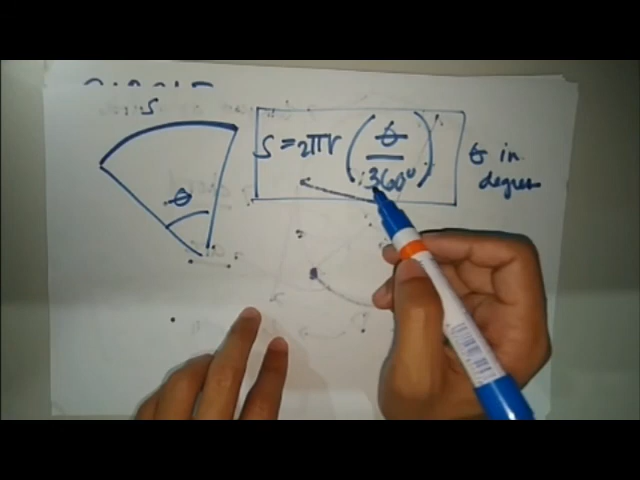 S
S = 2πr (θ/360°)
θ in
degrees
θ